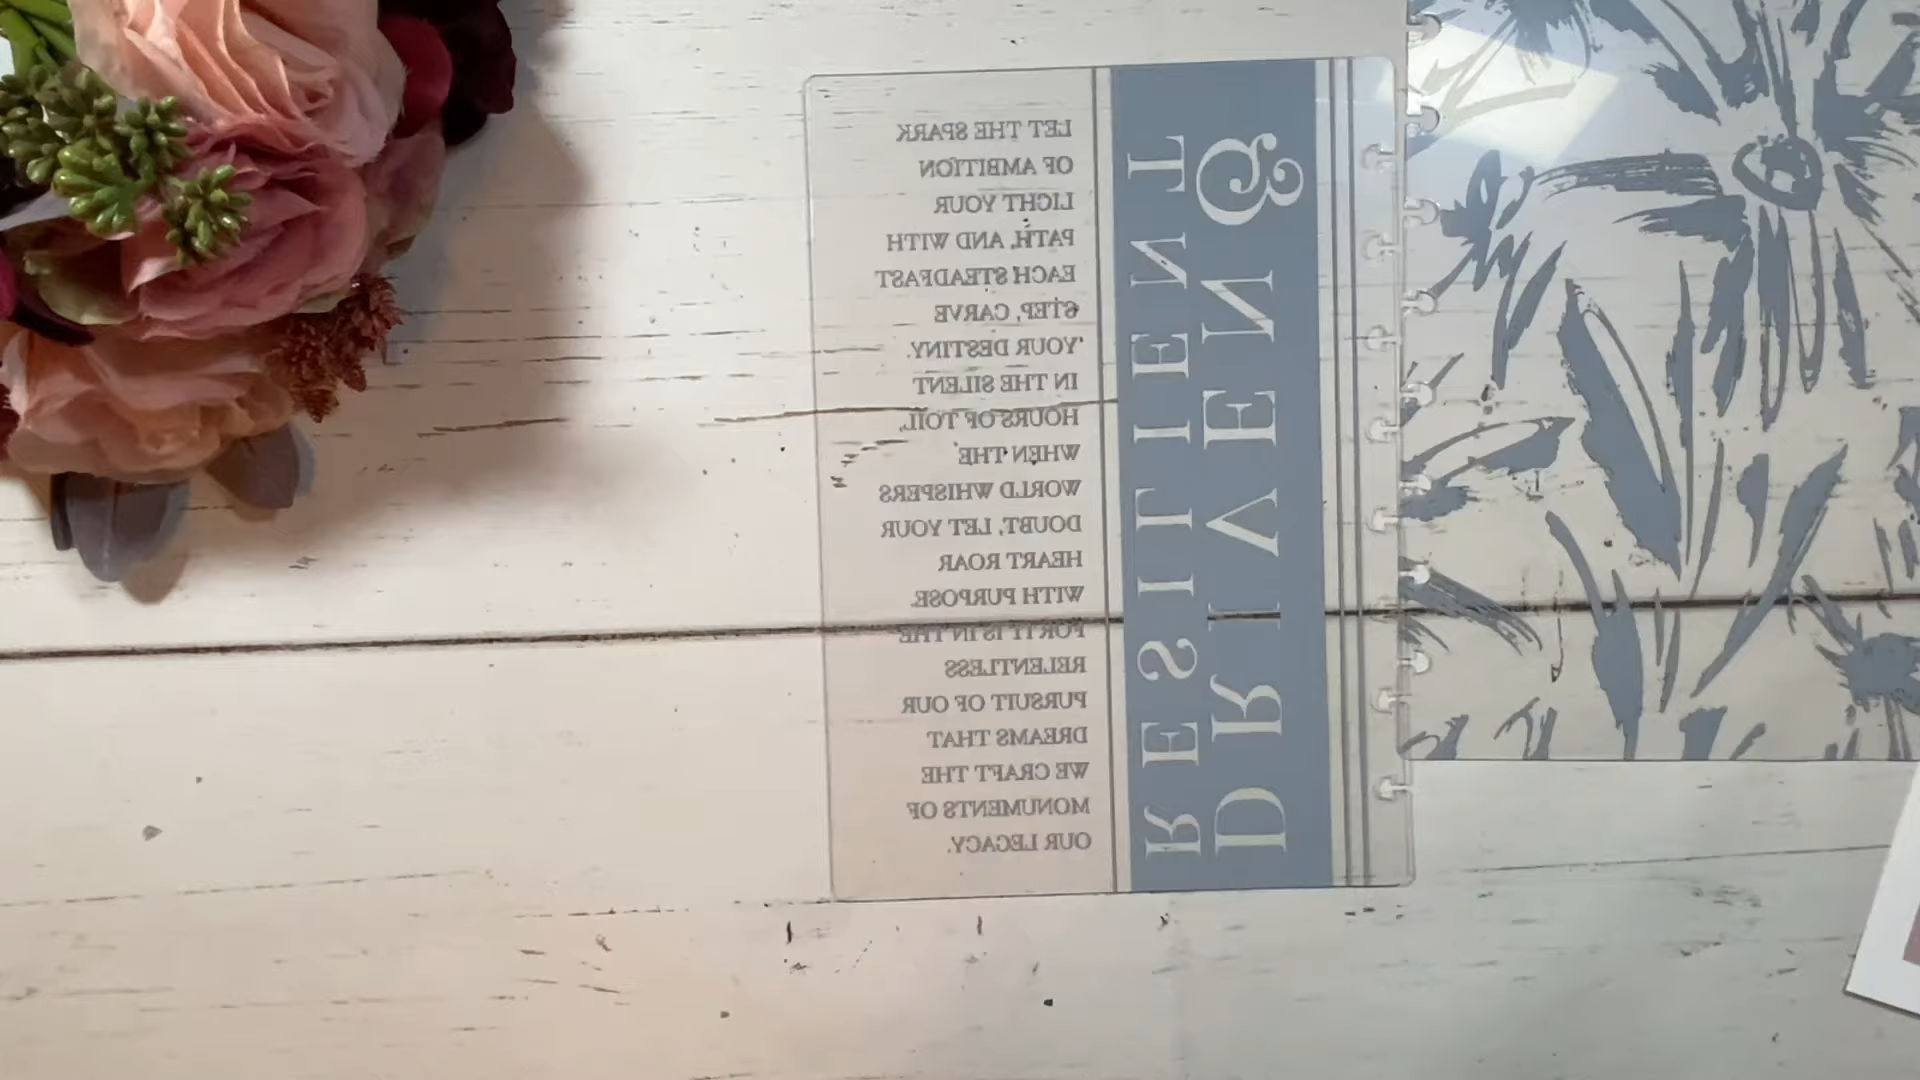 LET THE SPARK
OF AMBITION
LIGHT YOUR
PATH, AND WITH
EACH STEADFAST
STEP, CARVE
YOUR DESTINY.
IN THE SILENT
HOURS OF TOIL,
WHEN THE
WORLD WHISPERS
DOUBT, LET YOUR
HEART ROAR
WITH PURPOSE.
FOR IT IS IN THE
RELENTLESS
PURSUIT OF OUR
DREAMS THAT
WE CRAFT THE
MONUMENTS OF
OUR LEGACY.
DRIVEN &
RESILIENT